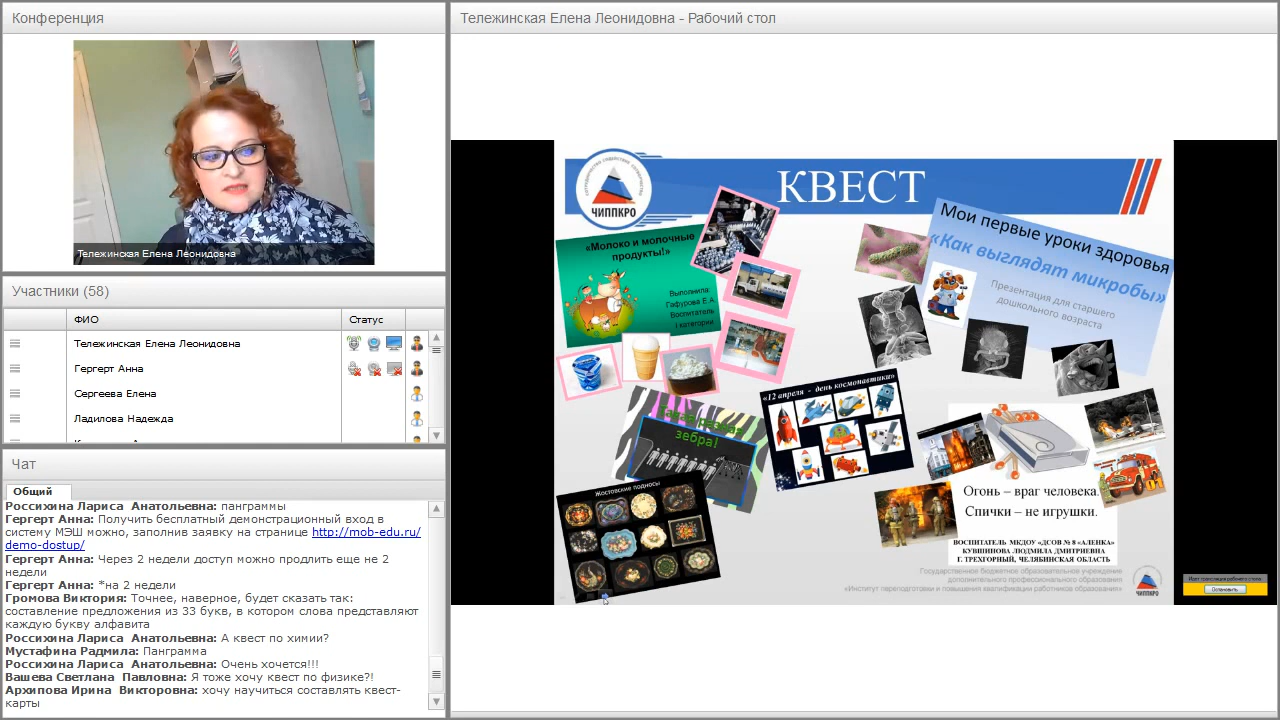 Конференция
Тележинская Елена Леонидовна
Участники (58)
ФИО
Статус
Тележинская Елена Леонидовна
Гергерт Анна
Сергеева Елена
Ладилова Надежда
Чат
Общий
Россихина Лариса Анатольевна: панграммы
Гергерт Анна: Получить бесплатный демонстрационный вход в
систему МЭШ можно, заполнив заявку на странице http://mob-edu.ru/
demo-dostup/
Гергерт Анна: Через 2 недели доступ можно продлить еще не 2
недели
Гергерт Анна: *на 2 недели
Громова Виктория: Точнее, наверное, будет сказать так:
составление предложения из 33 букв, в котором слова представляют
каждую букву алфавита
Россихина Лариса Анатольевна: А квест по химии?
Мустафина Радмила: Панграмма
Россихина Лариса Анатольевна: Очень хочется!!!
Вашева Светлана Павловна: Я тоже хочу квест по физике?!
Архипова Ирина Викторовна: хочу научиться составлять квест-
карты
Тележинская Елена Леонидовна - Рабочий стол
ЧИППКРО
КВЕСТ
«Молоко и молочные
продукты!»
Выполнила:
Гафурова Е.А
Воспитатель
I категории
Мои первые уроки здоровья
«Как выглядят микробы»
Презентация для старшего
дошкольного возраста
зебра!
«12 апреля - день космонавтики»
Жостовские подносы
Огонь – враг человека.
Спички – не игрушки.
ВОСПИТАТЕЛЬ МКДОУ «ДСОВ № 8 «АЛЕНКА»
КУВШИНОВА ЛЮДМИЛА ДМИТРИЕВНА
Г. ТРЕХГОРНЫЙ, ЧЕЛЯБИНСКАЯ ОБЛАСТЬ
Государственное бюджетное образовательное учреждение
дополнительного профессионального образования
«Институт переподготовки и повышения квалификации работников образования»
ЧИППКРО
Идет трансляция рабочего стола
Остановить